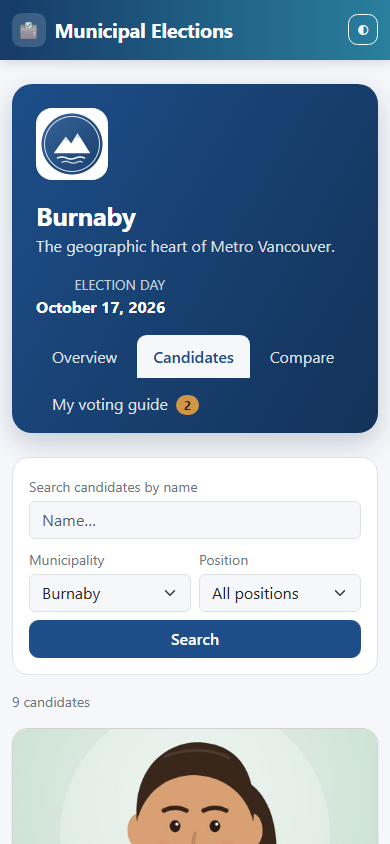 Municipal Elections
Burnaby
The geographic heart of Metro Vancouver.
ELECTION DAY
October 17, 2026
Overview Candidates Compare
My voting guide 2
Search candidates by name
Name...
Municipality Position
Burnaby All positions
Search
9 candidates